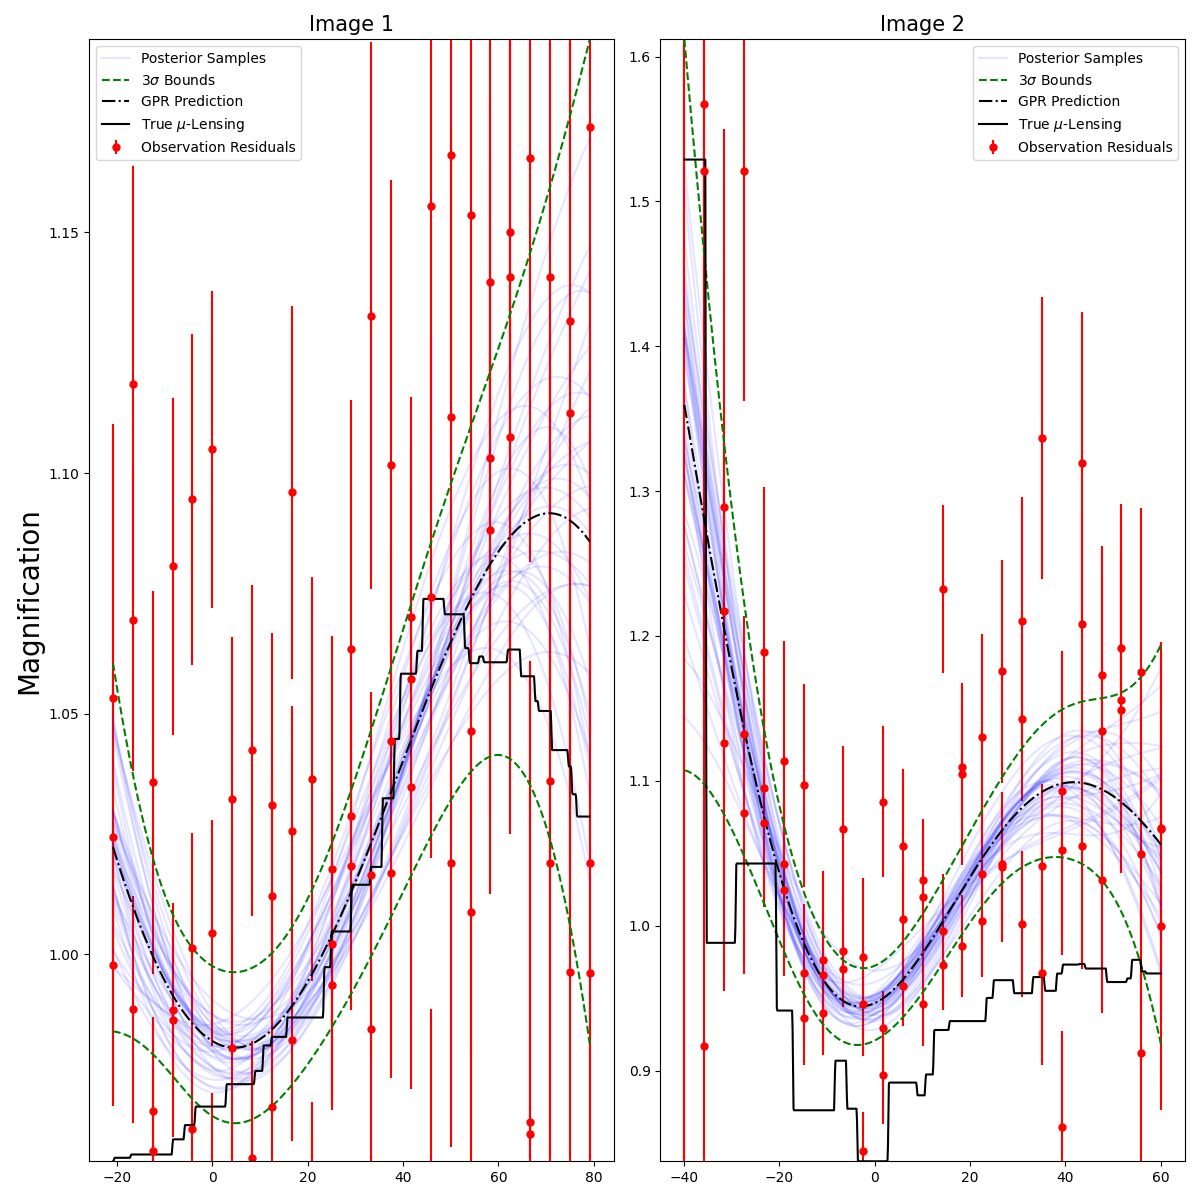 Image 1
Image 2
Posterior Samples
3σ Bounds
GPR Prediction
True μ-Lensing
Observation Residuals
Posterior Samples
3σ Bounds
GPR Prediction
True μ-Lensing
Observation Residuals
Magnification
1.15
1.10
1.05
1.00
1.6
1.5
1.4
1.3
1.2
1.1
1.0
0.9
−20 0 20 40 60 80
−40 −20 0 20 40 60